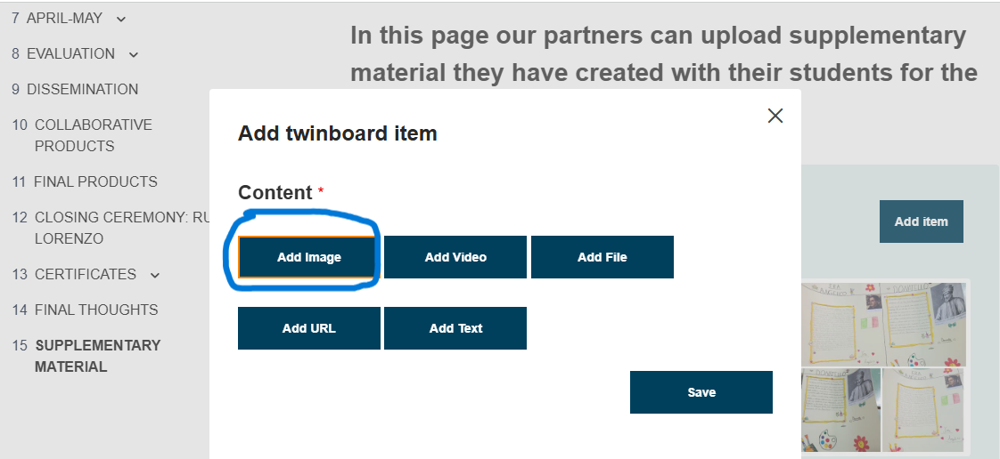 7 APRIL-MAY
8 EVALUATION
9 DISSEMINATION
10 COLLABORATIVE
PRODUCTS
11 FINAL PRODUCTS
12 CLOSING CEREMONY: RU
LORENZO
13 CERTIFICATES
14 FINAL THOUGHTS
15 SUPPLEMENTARY
MATERIAL
In this page our partners can upload supplementary
material they have created with their students for the
Add twinboard item
Content *
Add Image
Add Video
Add File
Add URL
Add Text
Save
Add item